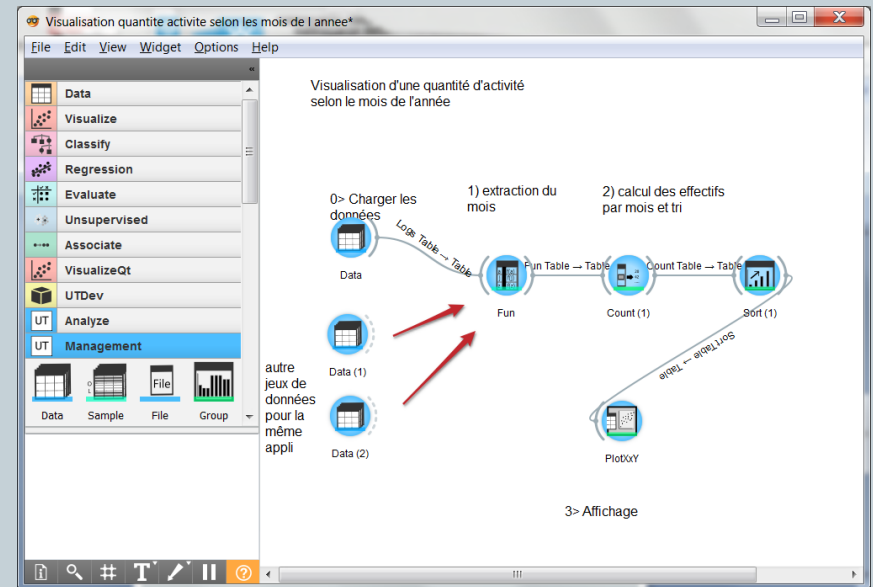 Visualisation quantite activite selon les mois de l annee*
File Edit View Widget Options Help
Data
Visualize
Classify
Regression
Evaluate
Unsupervised
Associate
VisualizeQt
UTDev
UT Analyze
UT Management
File
Data Sample File Group
Visualisation d'une quantité d'activité
selon le mois de l'année
0> Charger les
données
1) extraction du
mois
2) calcul des effectifs
par mois et tri
Logs Table → Table
Fun Table → Table
Count Table → Table
Data
Fun
Count (1)
Sort (1)
Sort Table → Table
Data (1)
autre
jeux de
données
pour la
même
appli
Data (2)
PlotXxY
3> Affichage